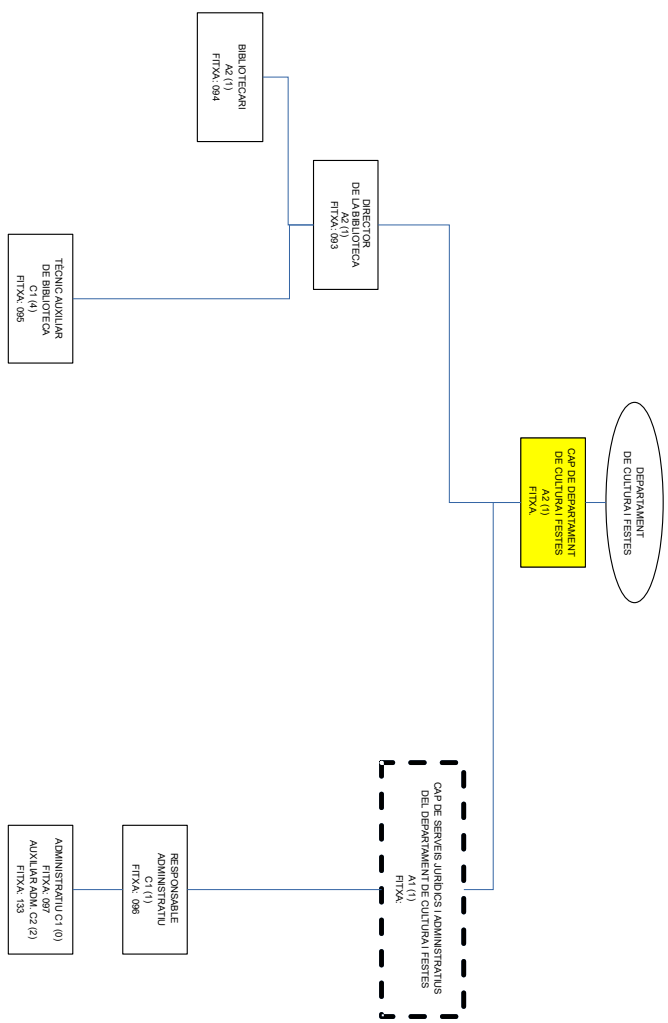 DEPARTAMENT
DE CULTURA I FESTES
CAP DE DEPARTAMENT
DE CULTURA I FESTES
A2 (1)
FITXA:
DIRECTOR
DE LA BIBLIOTECA
A2 (1)
FITXA: 093
BIBLIOTECARI
A2 (1)
FITXA: 094
TÈCNIC AUXILIAR
DE BIBLIOTECA
C1 (4)
FITXA: 095
CAP DE SERVEIS JURÍDICS I ADMINISTRATIUS
DEL DEPARTAMENT DE CULTURA I FESTES
A1 (1)
FITXA:
RESPONSABLE
ADMINISTRATIU
C1 (1)
FITXA: 096
ADMINISTRATIU C1 (0)
FITXA: 097
AUXILIAR ADM. C2 (2)
FITXA: 133